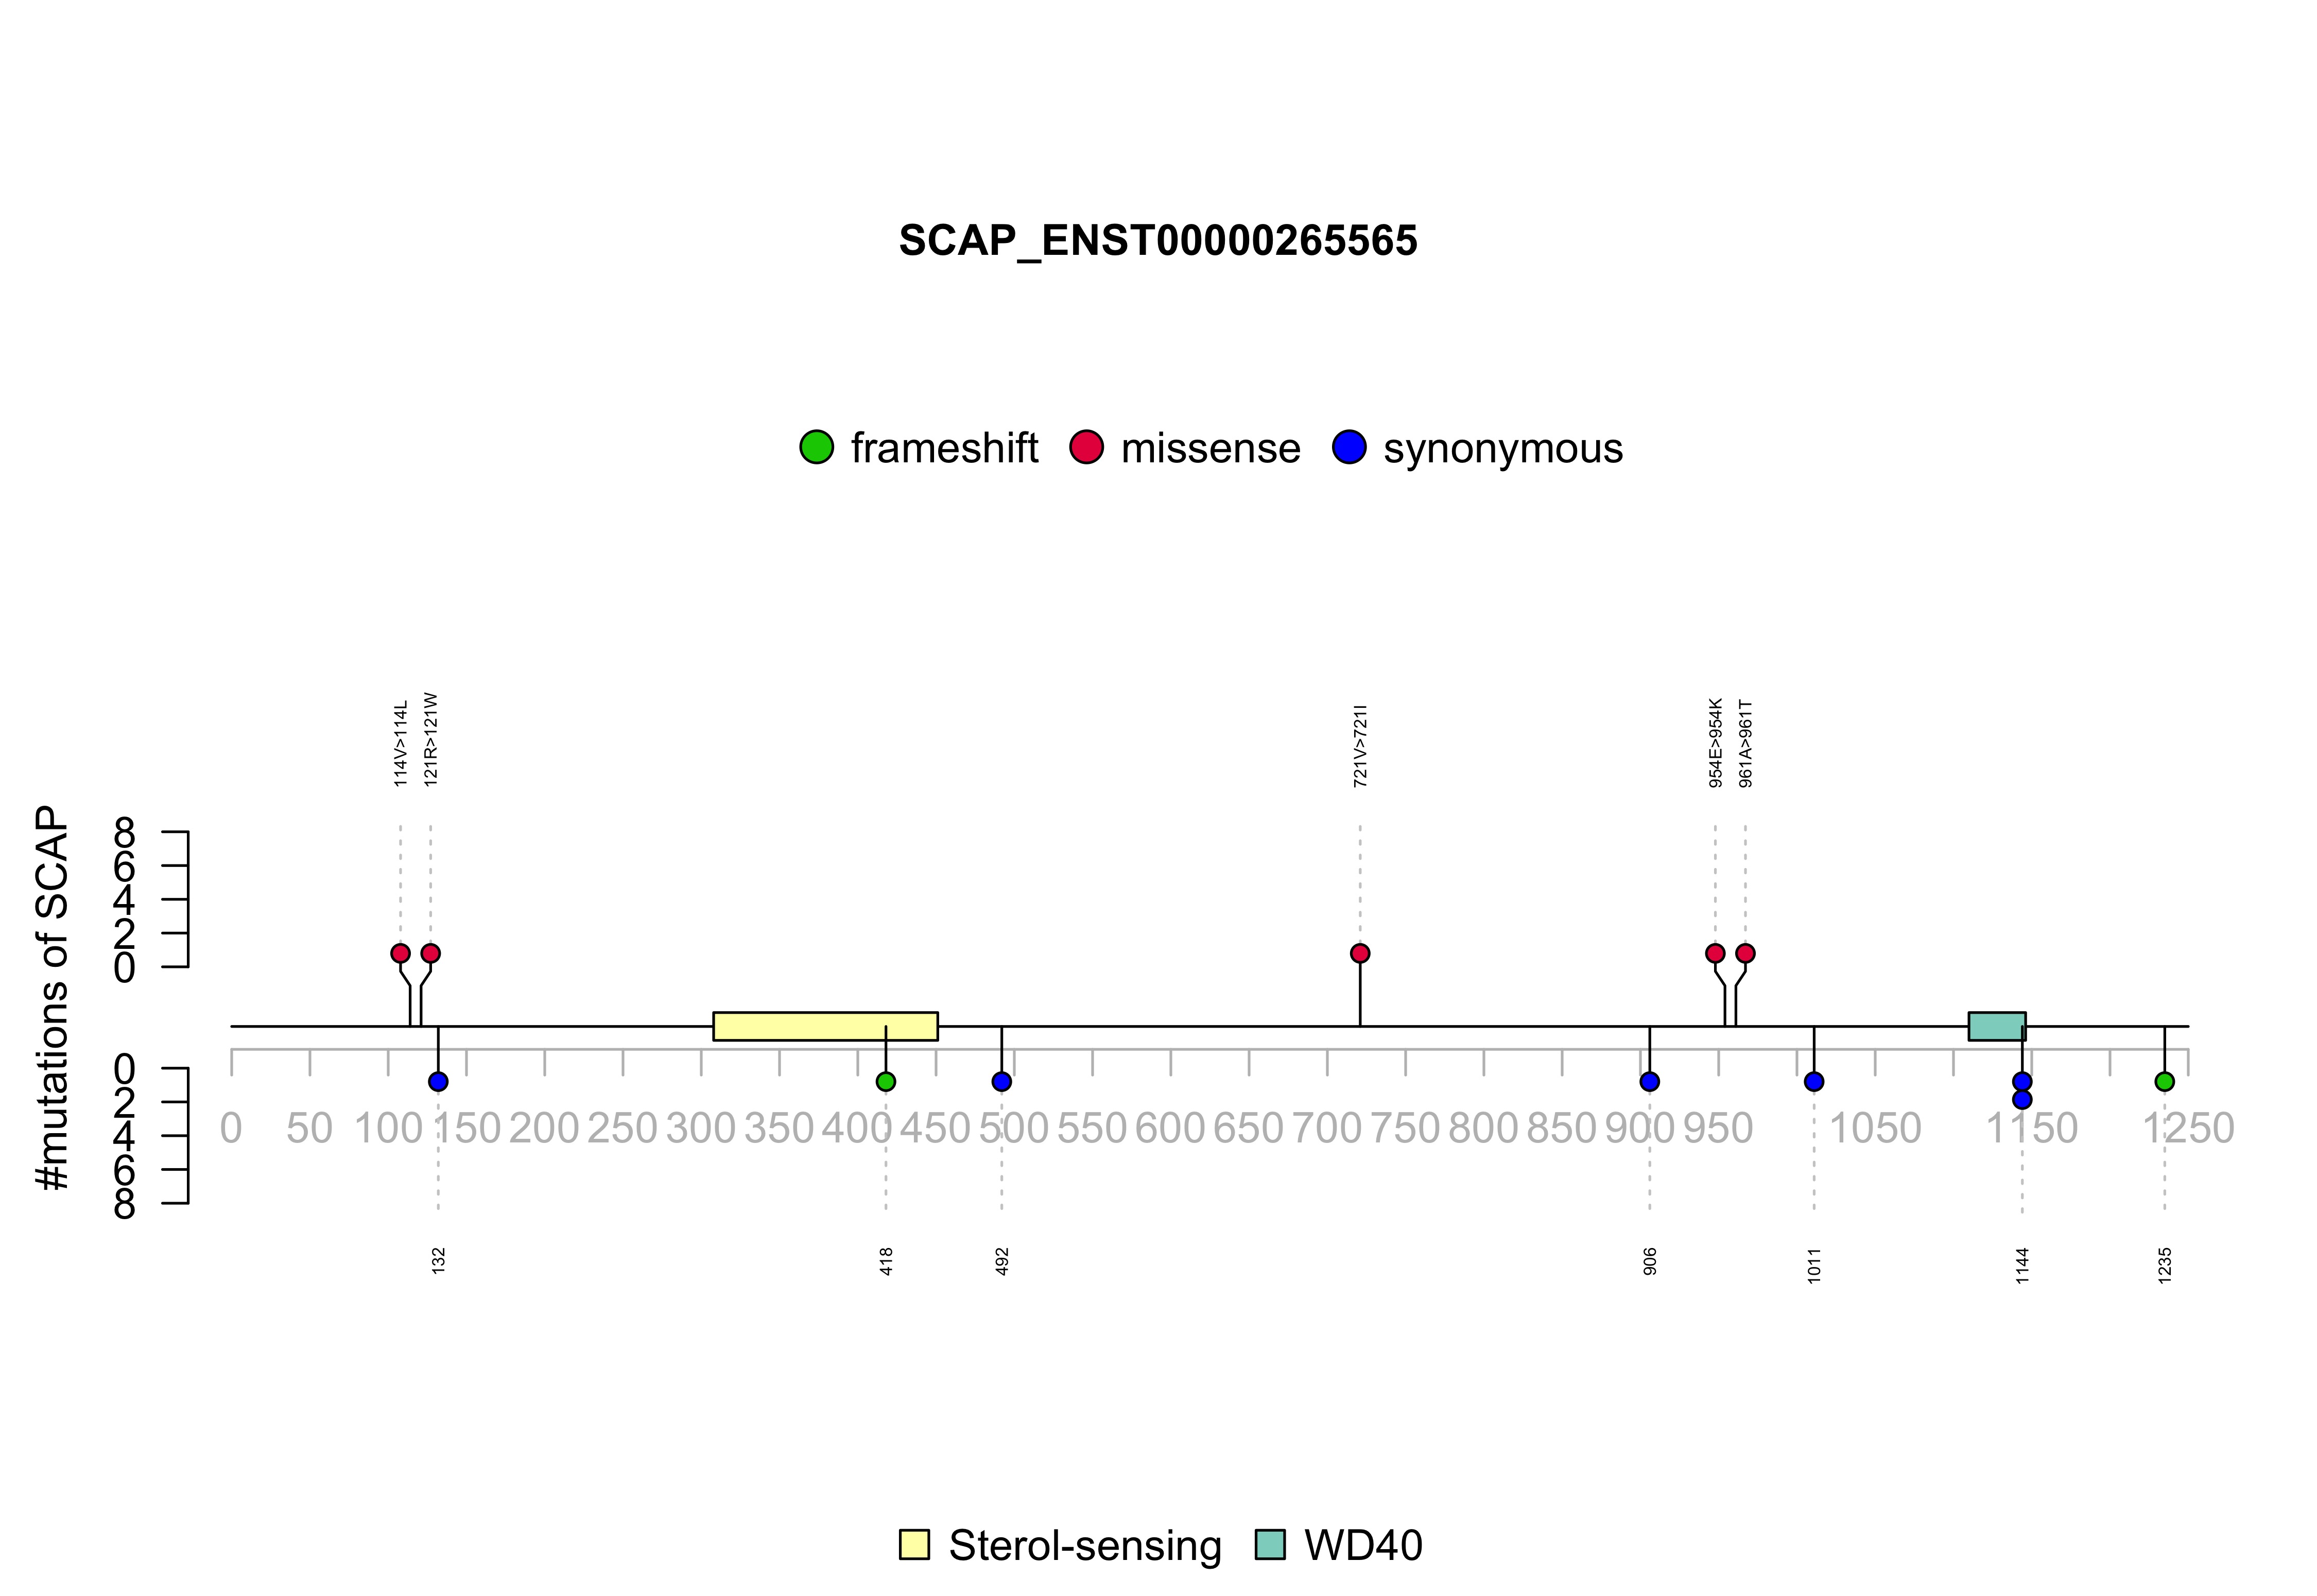 SCAP_ENST00000265565
frameshift missense synonymous
114V>114L 121R>121W 721V>721I 954E>954K 961A>961T
#mutations of SCAP
8
6
4
2
0
0
2
4
6
8
0 50 100 150 200 250 300 350 400 450 500 550 600 650 700 750 800 850 900 950 1050 1150 1250
132 418 492 906 1011 1144 1235
Sterol-sensing WD40